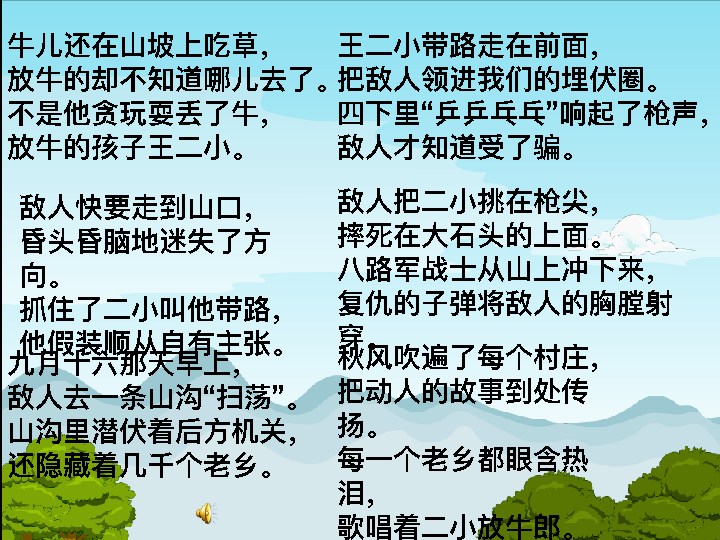 牛儿还在山坡上吃草，
放牛的却不知道哪儿去了。
不是他贪玩耍丢了牛，
放牛的孩子王二小。
敌人快要走到山口，
昏头昏脑地迷失了方
向。
抓住了二小叫他带路，
他假装顺从自有主张。
九月十六那天早上，
敌人去一条山沟“扫荡”。
山沟里潜伏着后方机关，
还隐藏着几千个老乡。
王二小带路走在前面，
把敌人领进我们的埋伏圈。
四下里“乒乒乓乓”响起了枪声，
敌人才知道受了骗。
敌人把二小挑在枪尖，
摔死在大石头的上面。
八路军战士从山上冲下来，
复仇的子弹将敌人的胸膛射
穿。
秋风吹遍了每个村庄，
把动人的故事到处传
扬。
每一个老乡都眼含热
泪，
歌唱着二小放牛郎。